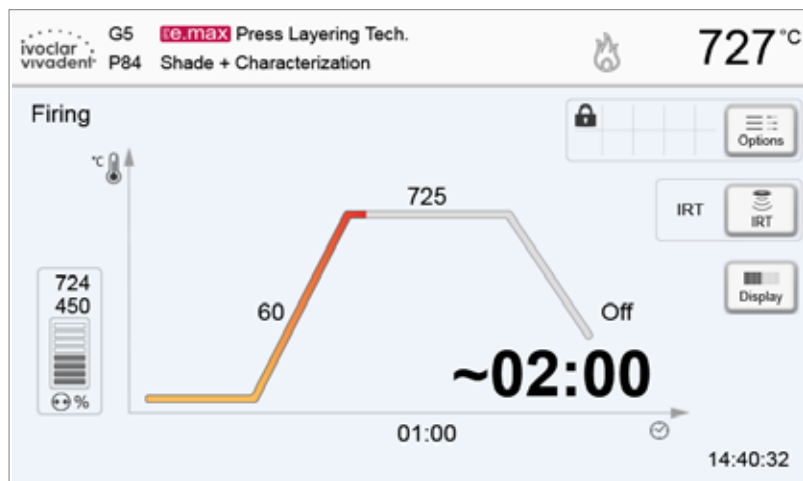 ivoclar
vivadent
G5 e.max Press Layering Tech.
P84 Shade + Characterization
727 °C
Firing
Options
°C
725
IRT
IRT
724
450
60
Off
Display
%
~02:00
01:00
14:40:32